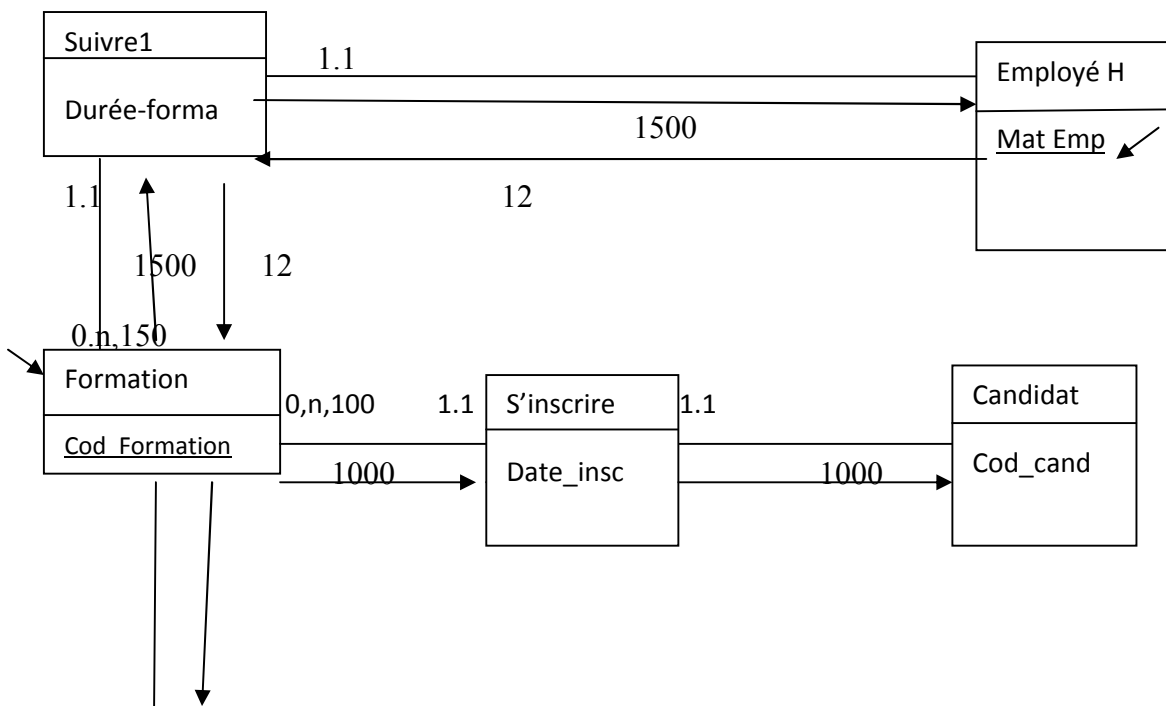 Suivre1
1.1
Employé H
Durée-forma
1500
Mat Emp
1.1
12
1500
12
0.n,150
Formation
0,n,100
1.1
S’inscrire
1.1
Candidat
Cod_Formation
1000
Date_insc
1000
Cod_cand